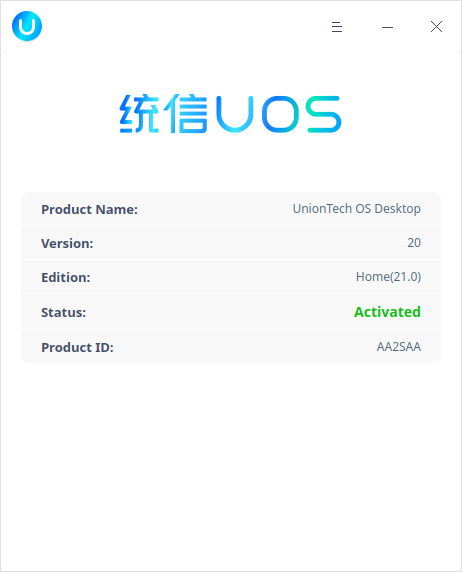 统信UOS
Product Name: UnionTech OS Desktop
Version: 20
Edition: Home(21.0)
Status: Activated
Product ID: AA2SAA